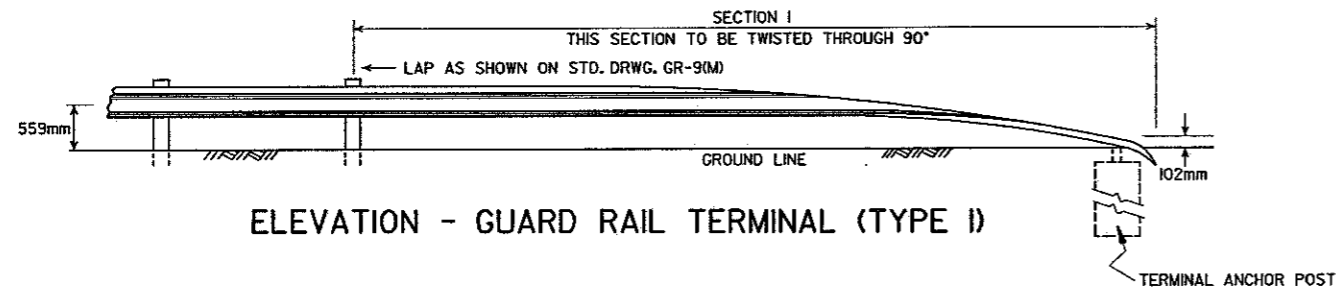 SECTION I
THIS SECTION TO BE TWISTED THROUGH 90°
LAP AS SHOWN ON STD. DRWG. GR-9(M)
559mm
GROUND LINE
102mm
ELEVATION - GUARD RAIL TERMINAL (TYPE I)
TERMINAL ANCHOR POST